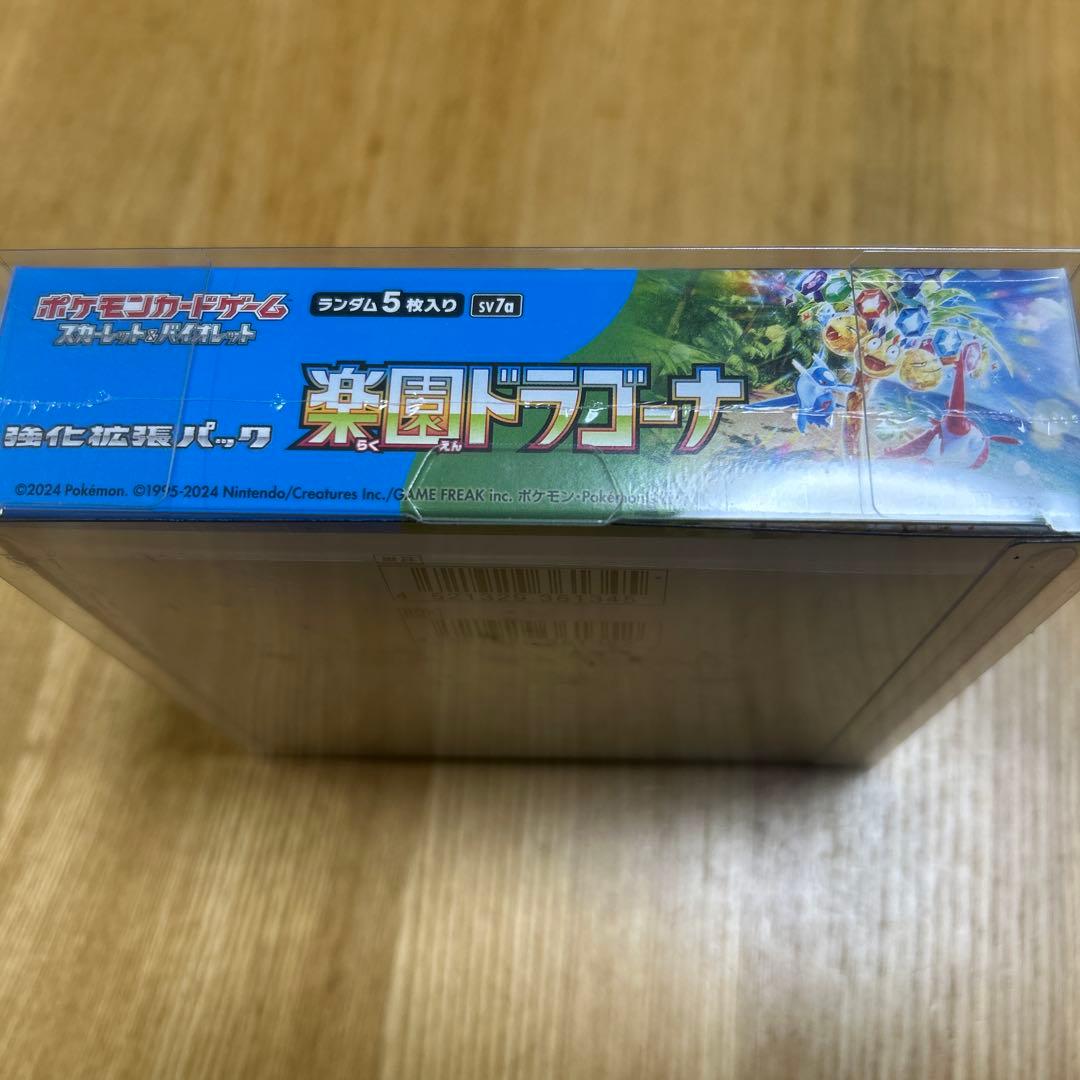 ポケモンカードゲーム
スカーレット&バイオレット
ランダム5枚入り sv7a
強化拡張パック
楽園ドラゴーナ
らく えん
©2024 Pokémon. ©1995-2024 Nintendo/Creatures Inc./GAME FREAK inc. ポケモン・Pokémon